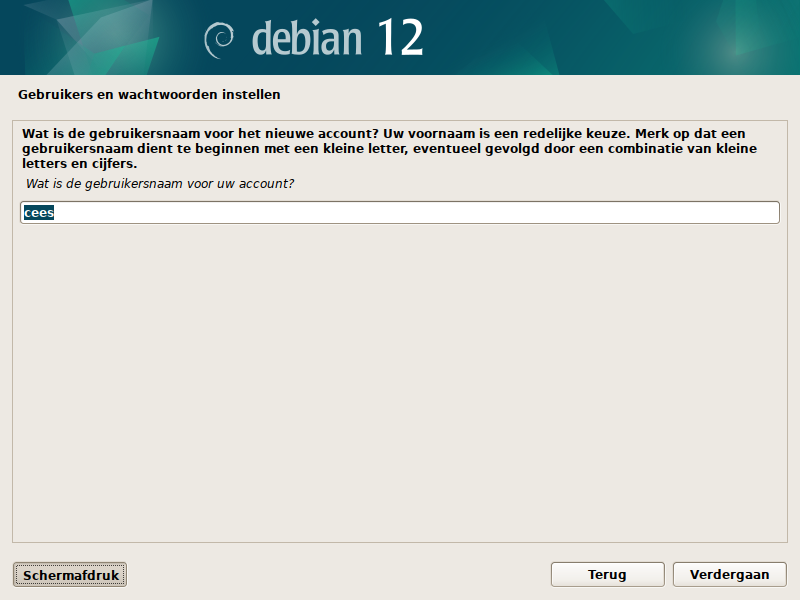 debian 12
Gebruikers en wachtwoorden instellen
Wat is de gebruikersnaam voor het nieuwe account? Uw voornaam is een redelijke keuze. Merk op dat een
gebruikersnaam dient te beginnen met een kleine letter, eventueel gevolgd door een combinatie van kleine
letters en cijfers.
Wat is de gebruikersnaam voor uw account?
cees
Schermafdruk
Terug
Verdergaan